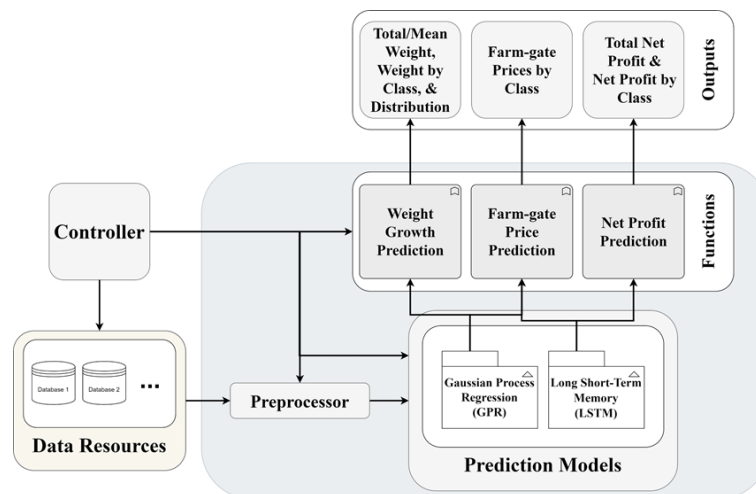 Total/Mean
Weight,
Weight by
Class, &
Distribution
Farm-gate
Prices by
Class
Total Net
Profit &
Net Profit by
Class
Outputs
Controller
Weight
Growth
Prediction
Farm-gate
Price
Prediction
Net Profit
Prediction
Functions
Database 1
Database 2
...
Data Resources
Preprocessor
Gaussian Process
Regression
(GPR)
Long Short-Term
Memory
(LSTM)
Prediction Models